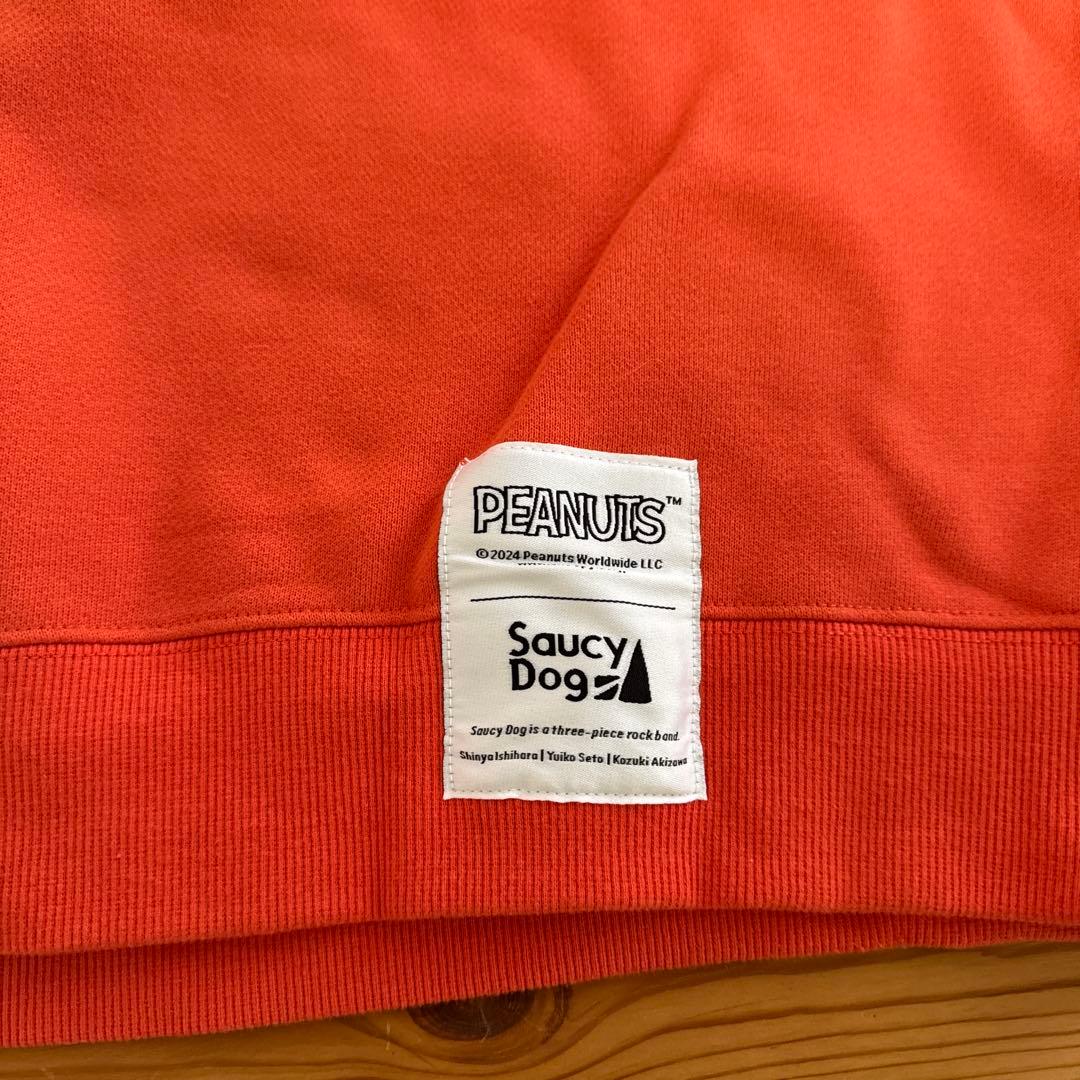 PEANUTS™
©2024 Peanuts Worldwide LLC
Saucy
Dog
Saucy Dog is a three-piece rock band.
Shinya Ishihara | Yuiko Seto | Kazuki Akizawa